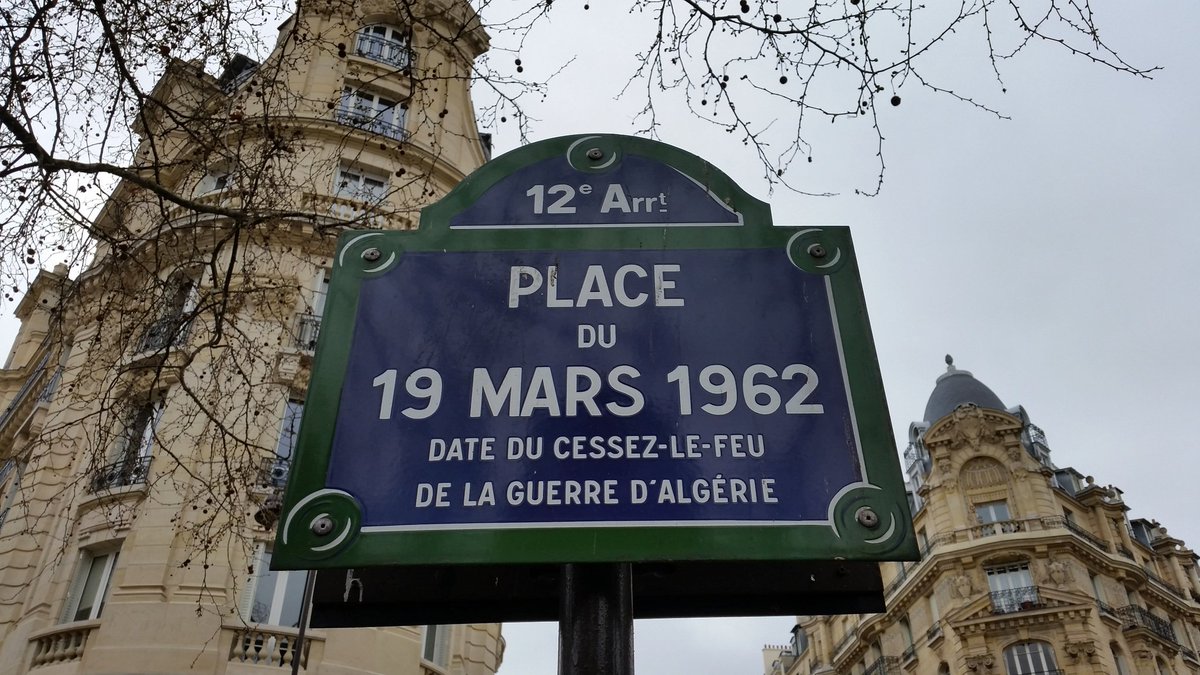 12e Arrt
PLACE
DU
19 MARS 1962
DATE DU CESSEZ-LE-FEU
DE LA GUERRE D'ALGÉRIE